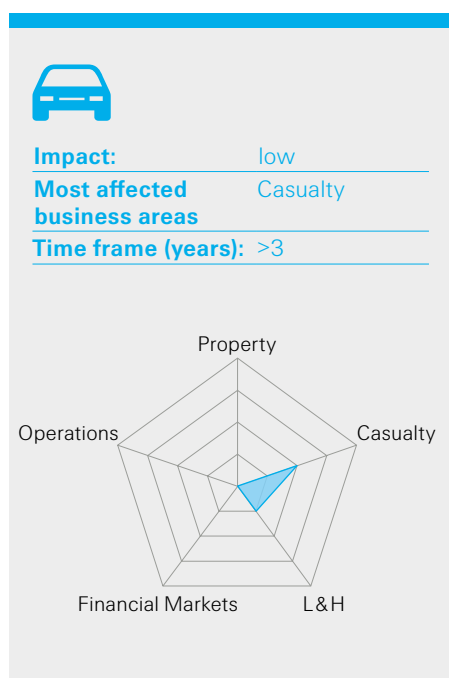 Impact: low
Most affected Casualty
business areas
Time frame (years): >3
Property
Operations
Casualty
Financial Markets
L&H